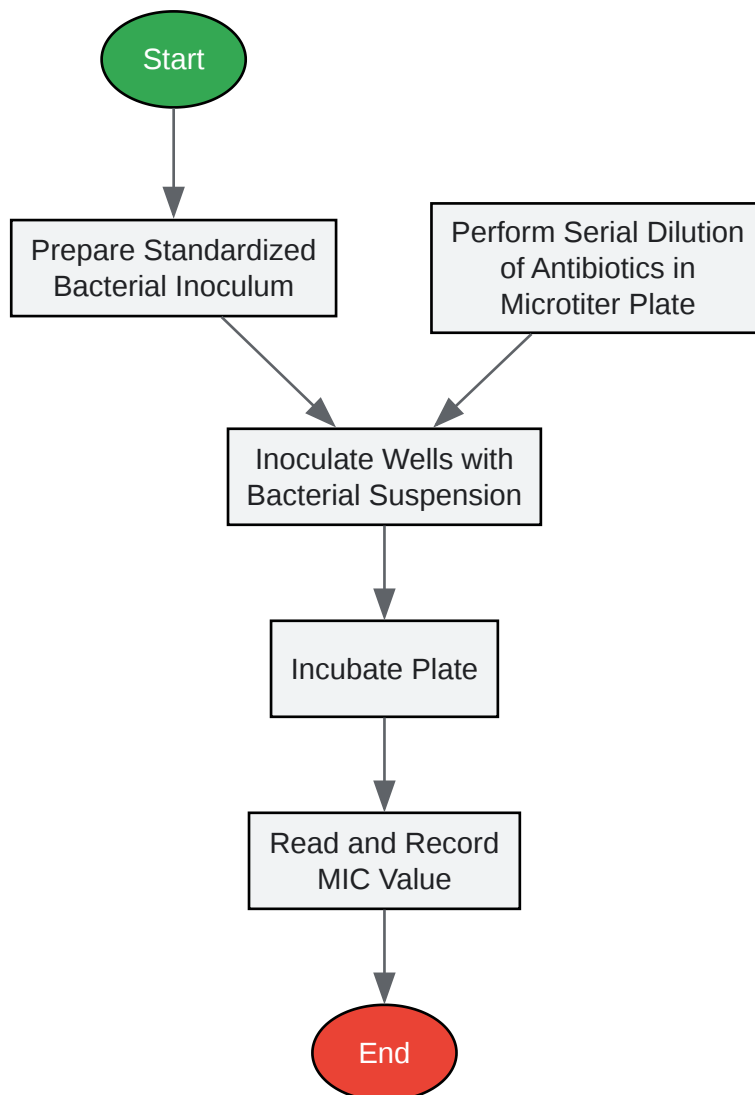 Start
Prepare Standardized
Bacterial Inoculum
Perform Serial Dilution
of Antibiotics in
Microtiter Plate
Inoculate Wells with
Bacterial Suspension
Incubate Plate
Read and Record
MIC Value
End